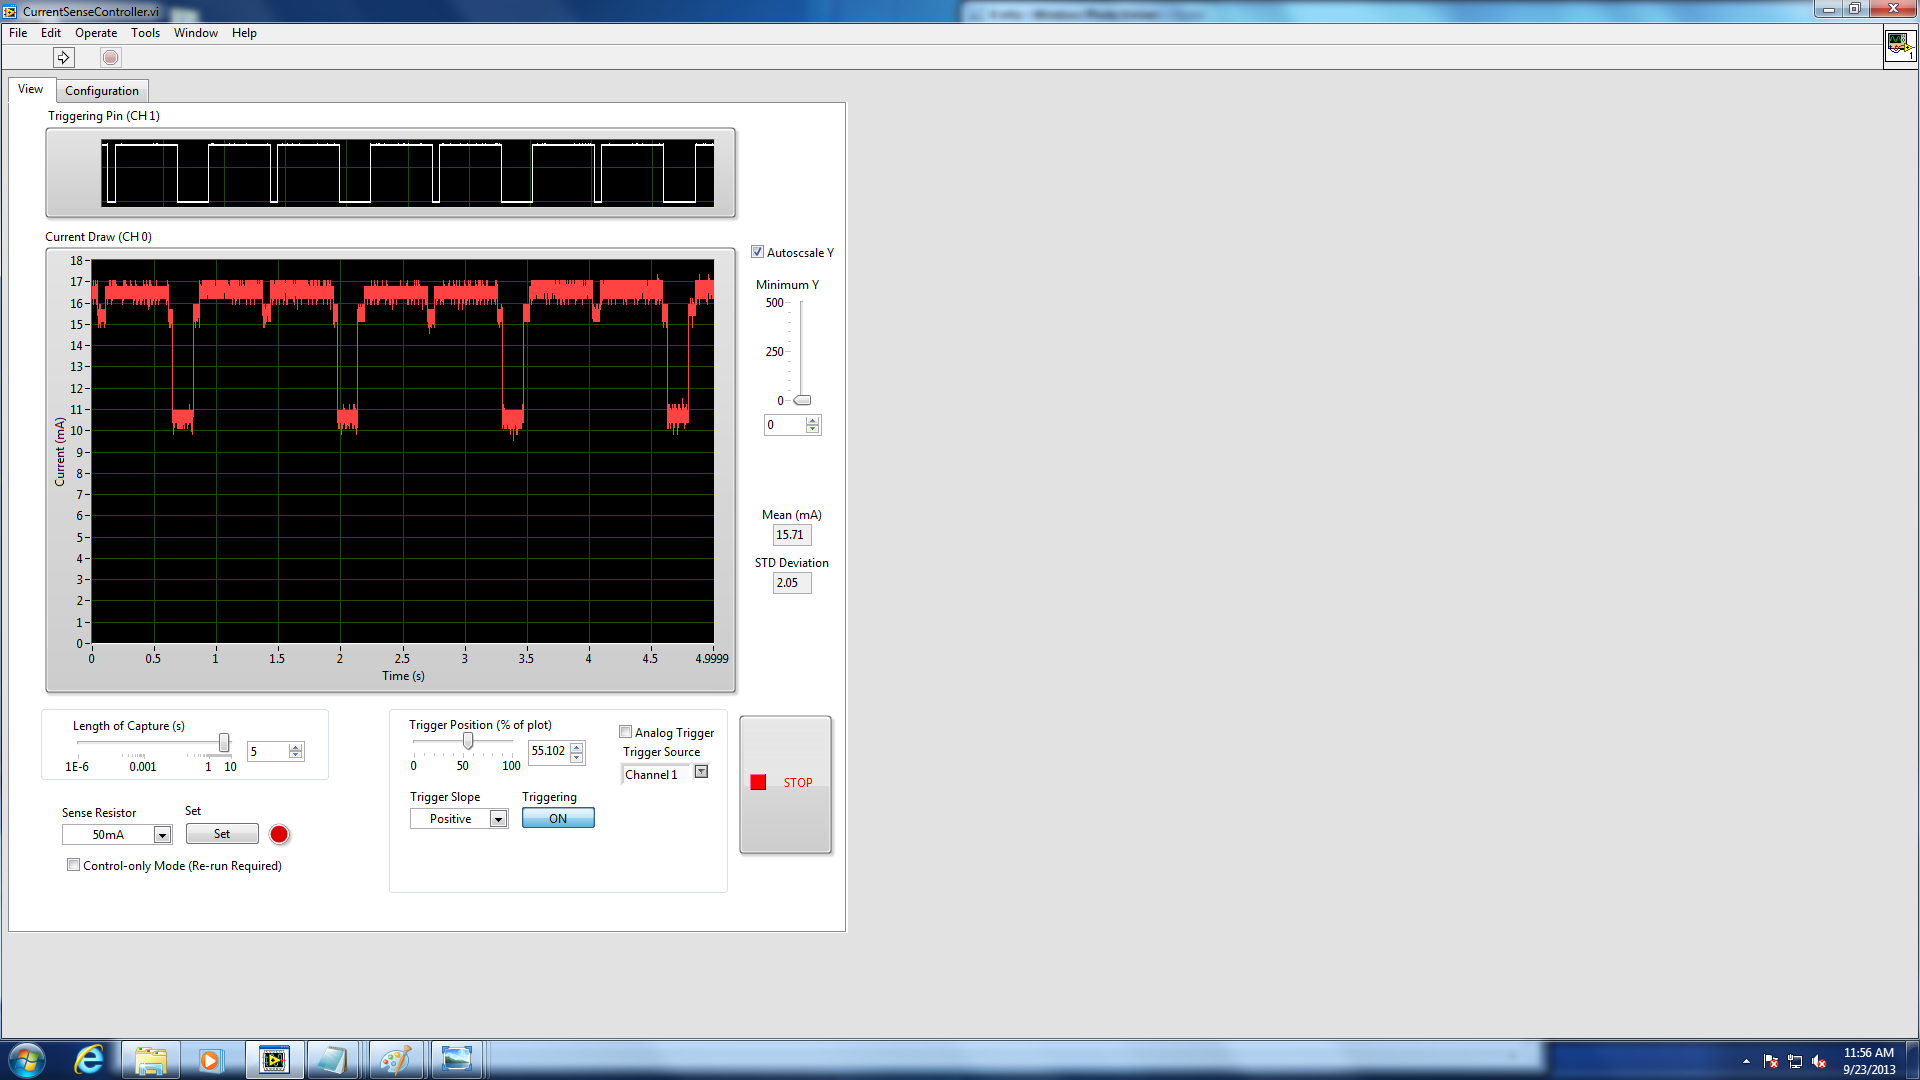 CurrentSenseController.vi
File Edit Operate Tools Window Help
1
View Configuration
Triggering Pin (CH 1)
Current Draw (CH 0)
18
17
16
15
14
13
12
11
10
9
8
7
6
5
4
3
2
1
0
Current (mA)
0 0.5 1 1.5 2 2.5 3 3.5 4 4.5 4.9999
Time (s)
Autoscsale Y
Minimum Y
500
250
0
0
Mean (mA)
15.71
STD Deviation
2.05
Length of Capture (s)
5
1E-6 0.001 1 10
Sense Resistor
50mA
Set
Set
Control-only Mode (Re-run Required)
Trigger Position (% of plot)
55.102
0 50 100
Trigger Slope
Positive
Triggering
ON
Analog Trigger
Trigger Source
Channel 1
STOP
11:56 AM
9/23/2013